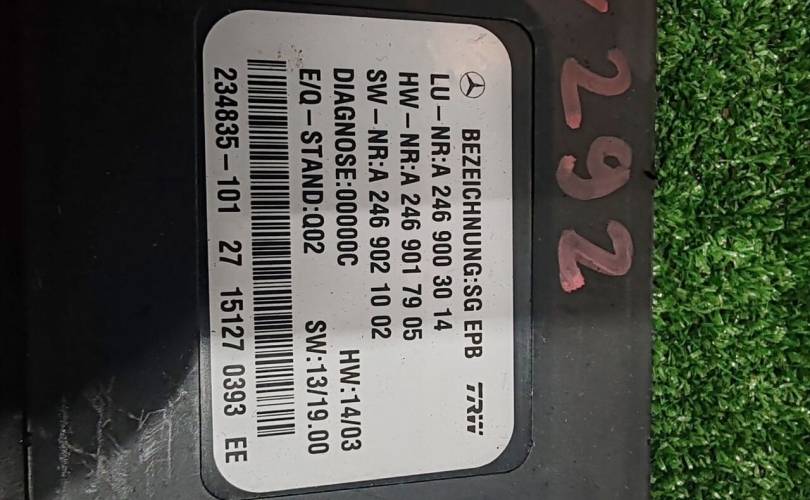 BEZEICHNUNG:SG EPB TRW
LU-NR:A 246 900 30 14
HW-NR:A 246 901 79 05
SW-NR:A 246 902 10 02
DIAGNOSE:00000C HW:14/03
E/Q-STAND:Q02 SW:13/19.00
234835-101 27 15127 0393 EE
292